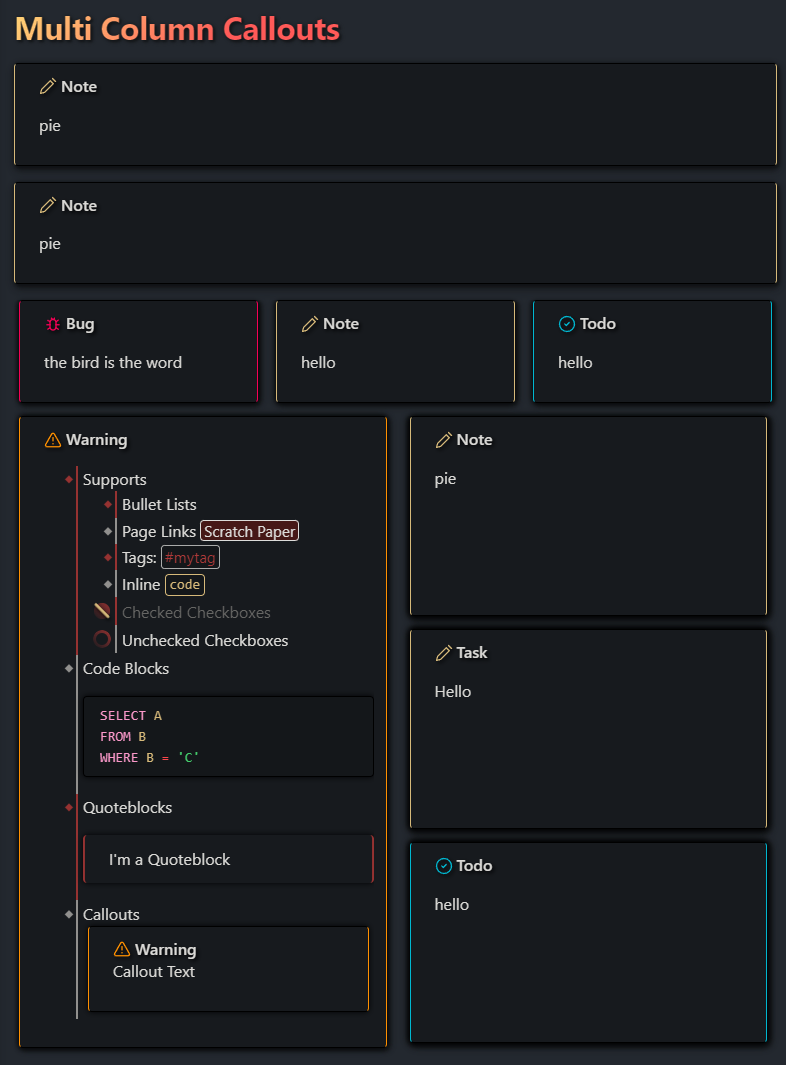 Multi Column Callouts
Note
pie
Note
pie
Bug
the bird is the word
Note
hello
Todo
hello
Warning
Supports
Bullet Lists
Page Links Scratch Paper
Tags: #mytag
Inline code
Checked Checkboxes
Unchecked Checkboxes
Code Blocks
SELECT A
FROM B
WHERE B = 'C'
Quoteblocks
I'm a Quoteblock
Callouts
Warning
Callout Text
Note
pie
Task
Hello
Todo
hello